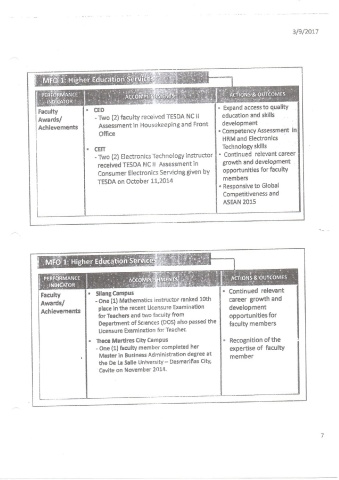 3/9/2017
MFO 1: Higher Education Services
PERFORMANCE
INDICATOR
ACCOMPLISHMENTS
ACTIONS & OUTCOMES
Faculty
Awards/
Achievements
• CED
- Two (2) faculty received TESDA NC II
Assessment in Housekeeping and Front
Office
• CEIT
- Two (2) Electronics Technology Instructor
received TESDA NC II Assessment in
Consumer Electronics Servicing given by
TESDA on October 11,2014
• Expand access to quality
education and skills
development
• Competency Assessment in
HRM and Electronics
Technology skills
• Continued relevant career
growth and development
opportunities for faculty
members
• Responsive to Global
Competitiveness and
ASEAN 2015
MFO 1: Higher Education Services
PERFORMANCE
INDICATOR
ACCOMPLISHMENTS
ACTIONS & OUTCOMES
Faculty
Awards/
Achievements
• Silang Campus
- One (1) Mathematics instructor ranked 10th
place in the recent Licensure Examination
for Teachers and two faculty from
Department of Sciences (DOS) also passed the
Licensure Examination for Teaches
• Trece Martires City Campus
- One (1) faculty member completed her
Master in Business Administration degree at
the De La Salle University – Dasmariñas City,
Cavite on November 2014.
• Continued relevant
career growth and
development
opportunities for
faculty members
• Recognition of the
expertise of faculty
member
7